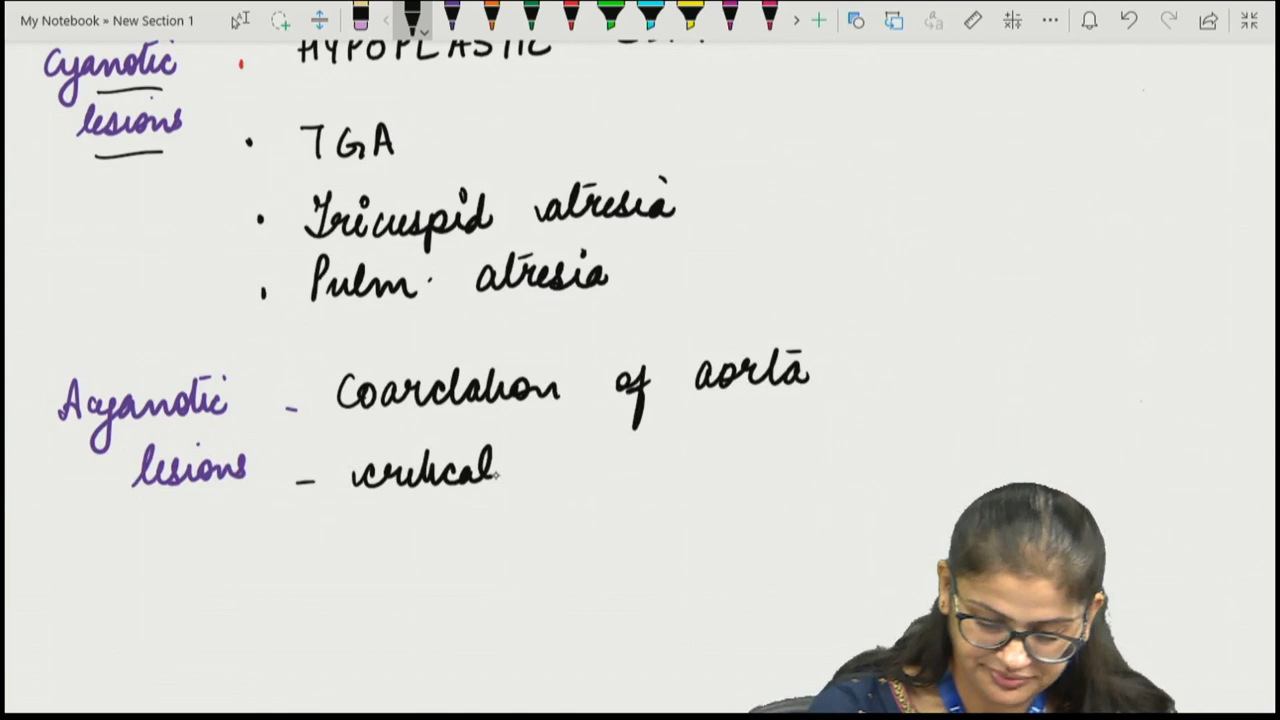 My Notebook » New Section 1
Cyanotic
lesions
• HYPOPLASTIC
• TGA
• Tricuspid atresia
• Pulm. atresia
Acyanotic
lesions
- Coarctation of aorta
- critical